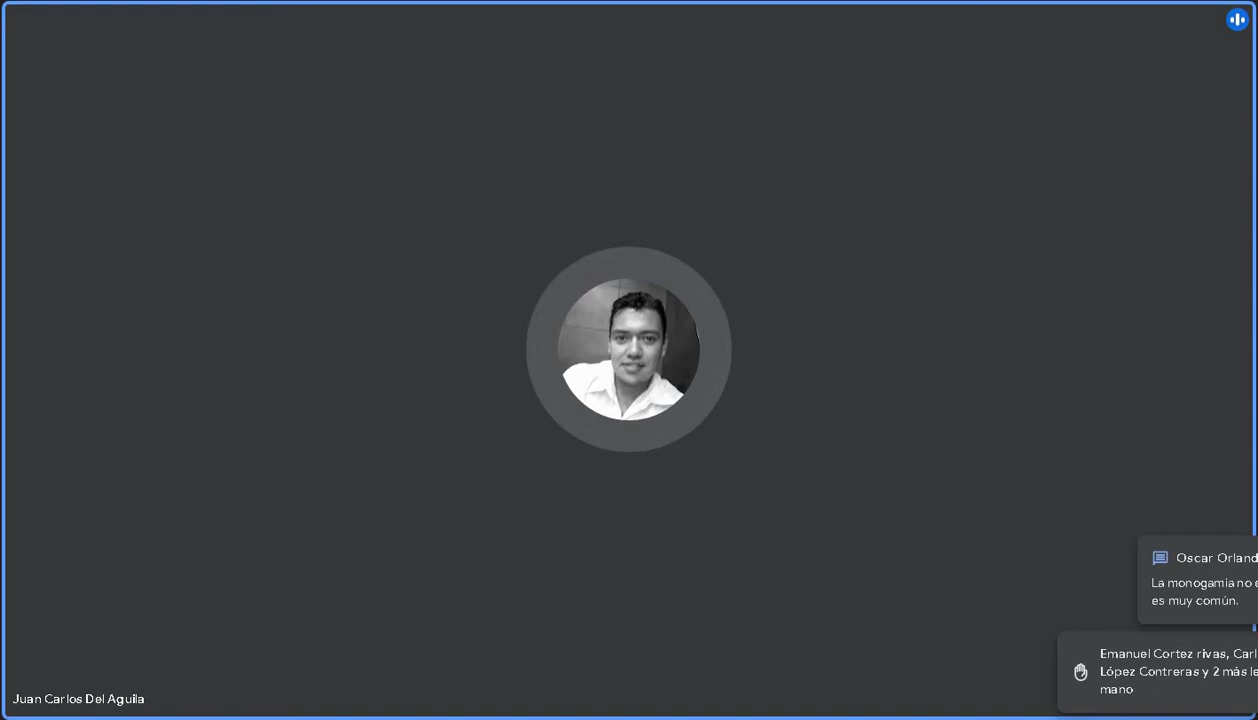 Oscar Orland
La monogamia no
es muy común.
Emanuel Cortez rivas, Carl
López Contreras y 2 más le
mano
Juan Carlos Del Aguila